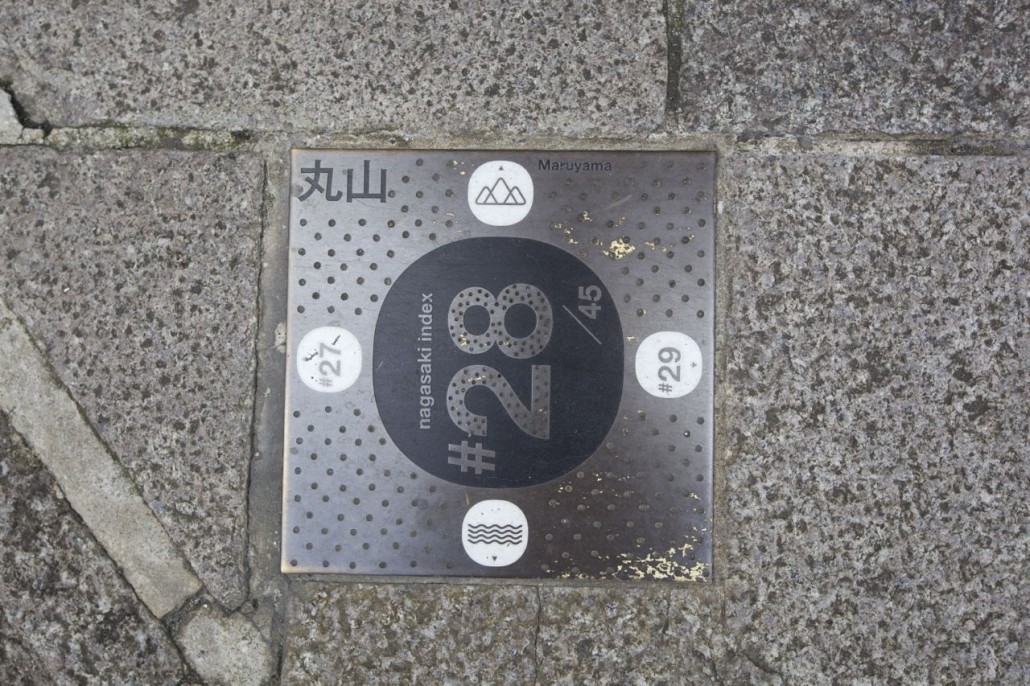 丸山
Maruyama
nagasaki index
#28
/45
#27
#29